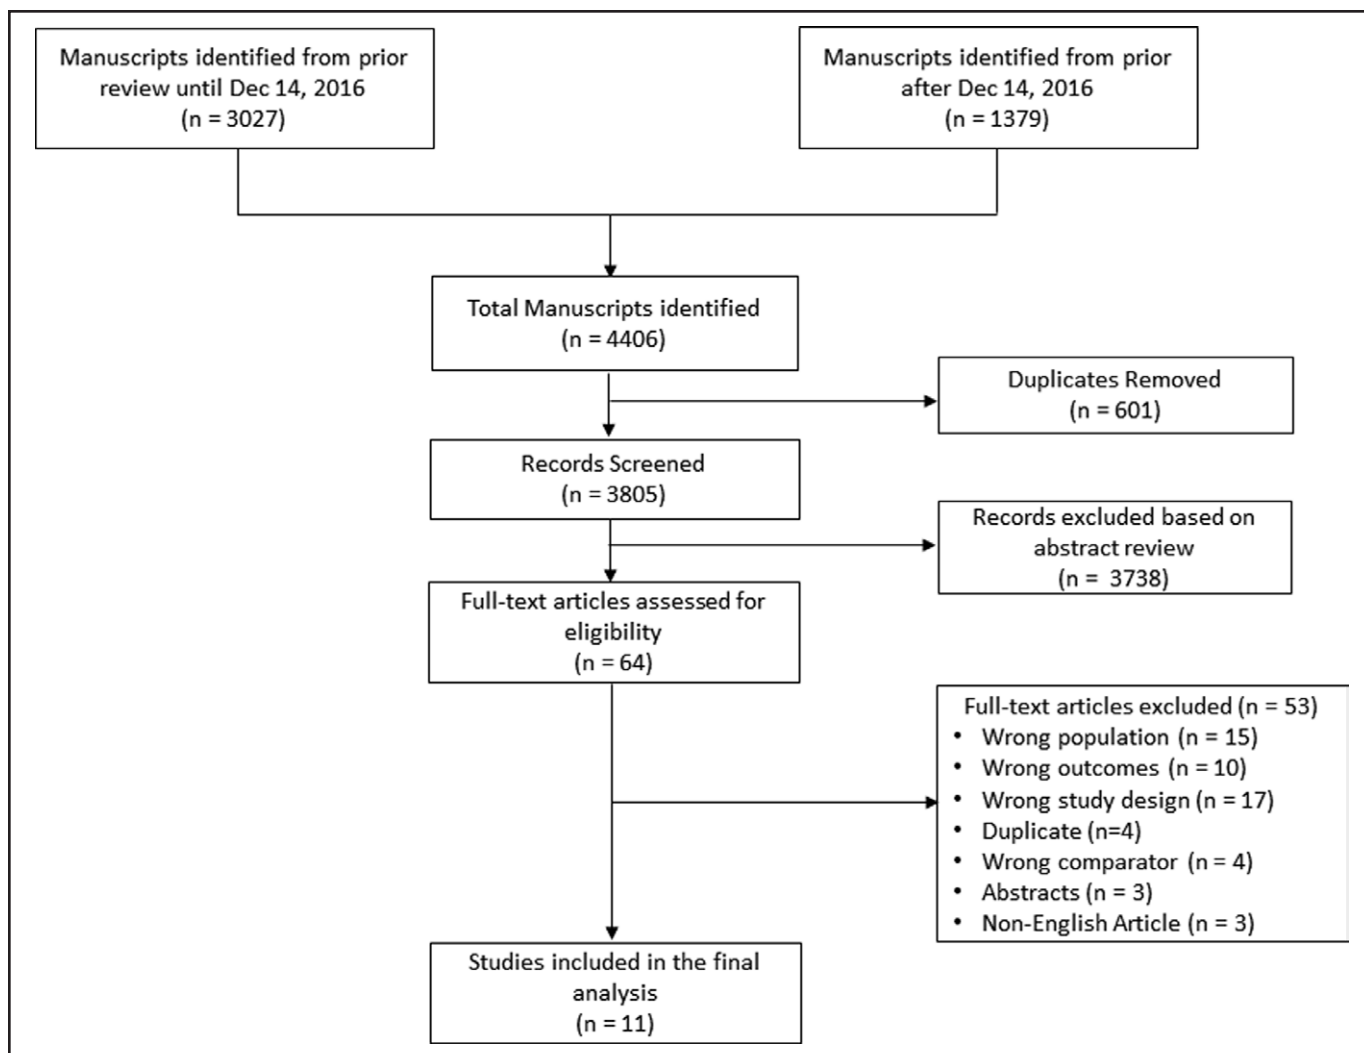 Manuscripts identified from prior
review until Dec 14, 2016
(n = 3027)
Manuscripts identified from prior
after Dec 14, 2016
(n = 1379)
Total Manuscripts identified
(n = 4406)
Duplicates Removed
(n = 601)
Records Screened
(n = 3805)
Records excluded based on
abstract review
(n = 3738)
Full-text articles assessed for
eligibility
(n = 64)
Full-text articles excluded (n = 53)
• Wrong population (n = 15)
• Wrong outcomes (n = 10)
• Wrong study design (n = 17)
• Duplicate (n=4)
• Wrong comparator (n = 4)
• Abstracts (n = 3)
• Non-English Article (n = 3)
Studies included in the final
analysis
(n = 11)